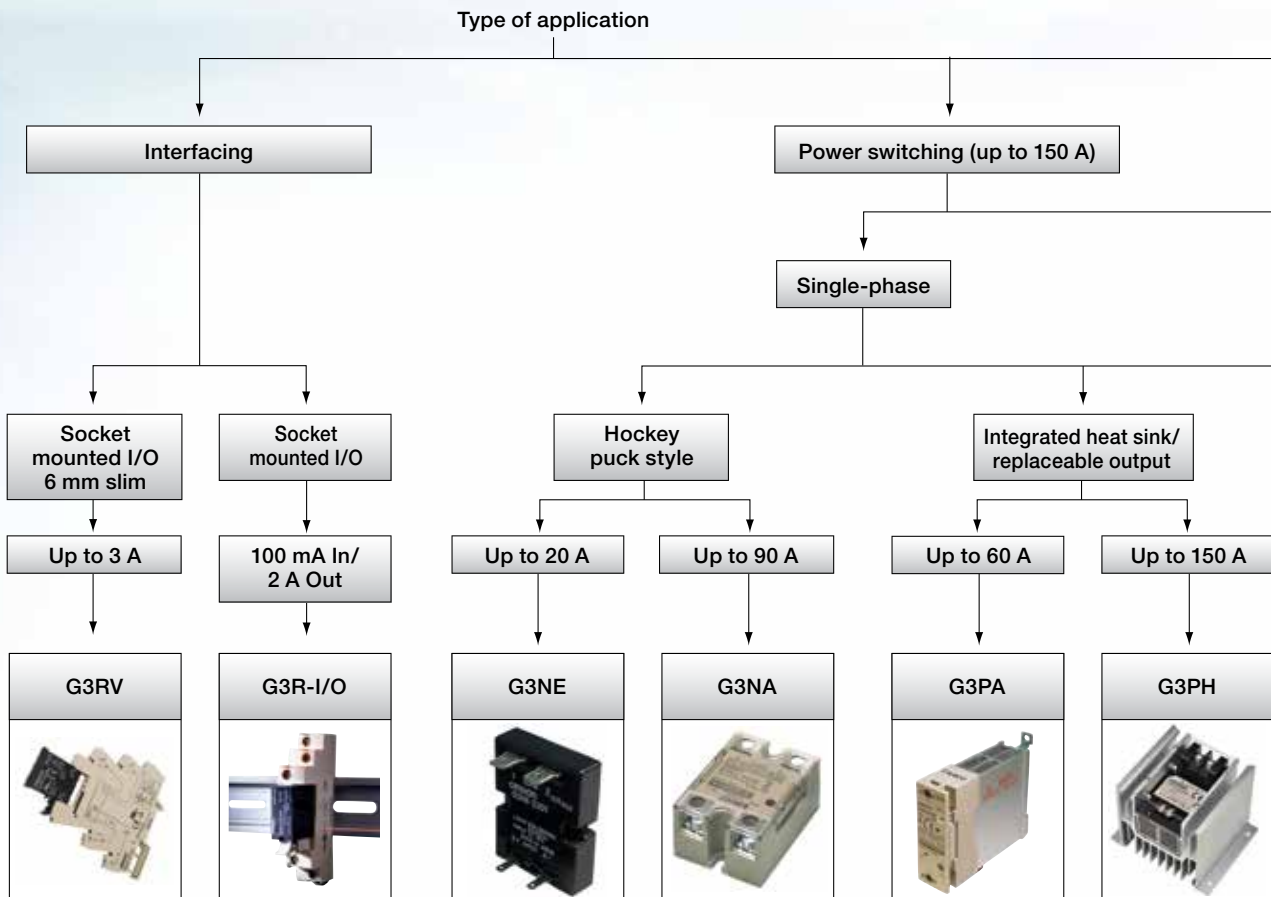 Type of application
Interfacing
Power switching (up to 150 A)
Single-phase
Socket
mounted I/O
6 mm slim
Socket
mounted I/O
Hockey
puck style
Integrated heat sink/
replaceable output
Up to 3 A
100 mA In/
2 A Out
Up to 20 A
Up to 90 A
Up to 60 A
Up to 150 A
G3RV
G3R-I/O
G3NE
G3NA
G3PA
G3PH